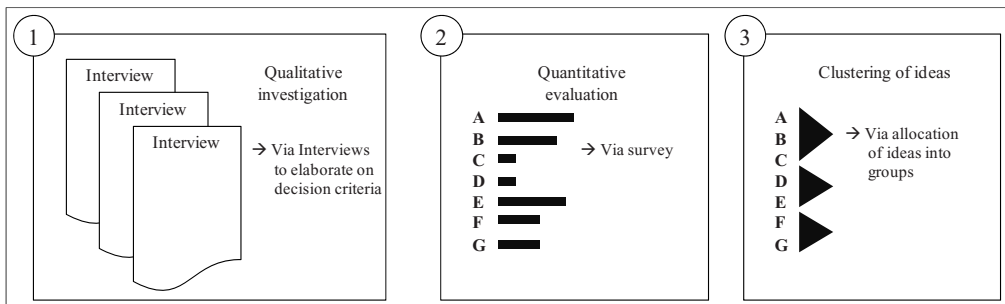 1
Interview
Interview
Interview
Qualitative
investigation
→ Via Interviews
to elaborate on
decision criteria
2
Quantitative
evaluation
A
B
C
D
E
F
G
→ Via survey
3
Clustering of ideas
A
B
C
D
E
F
G
→ Via allocation
of ideas into
groups